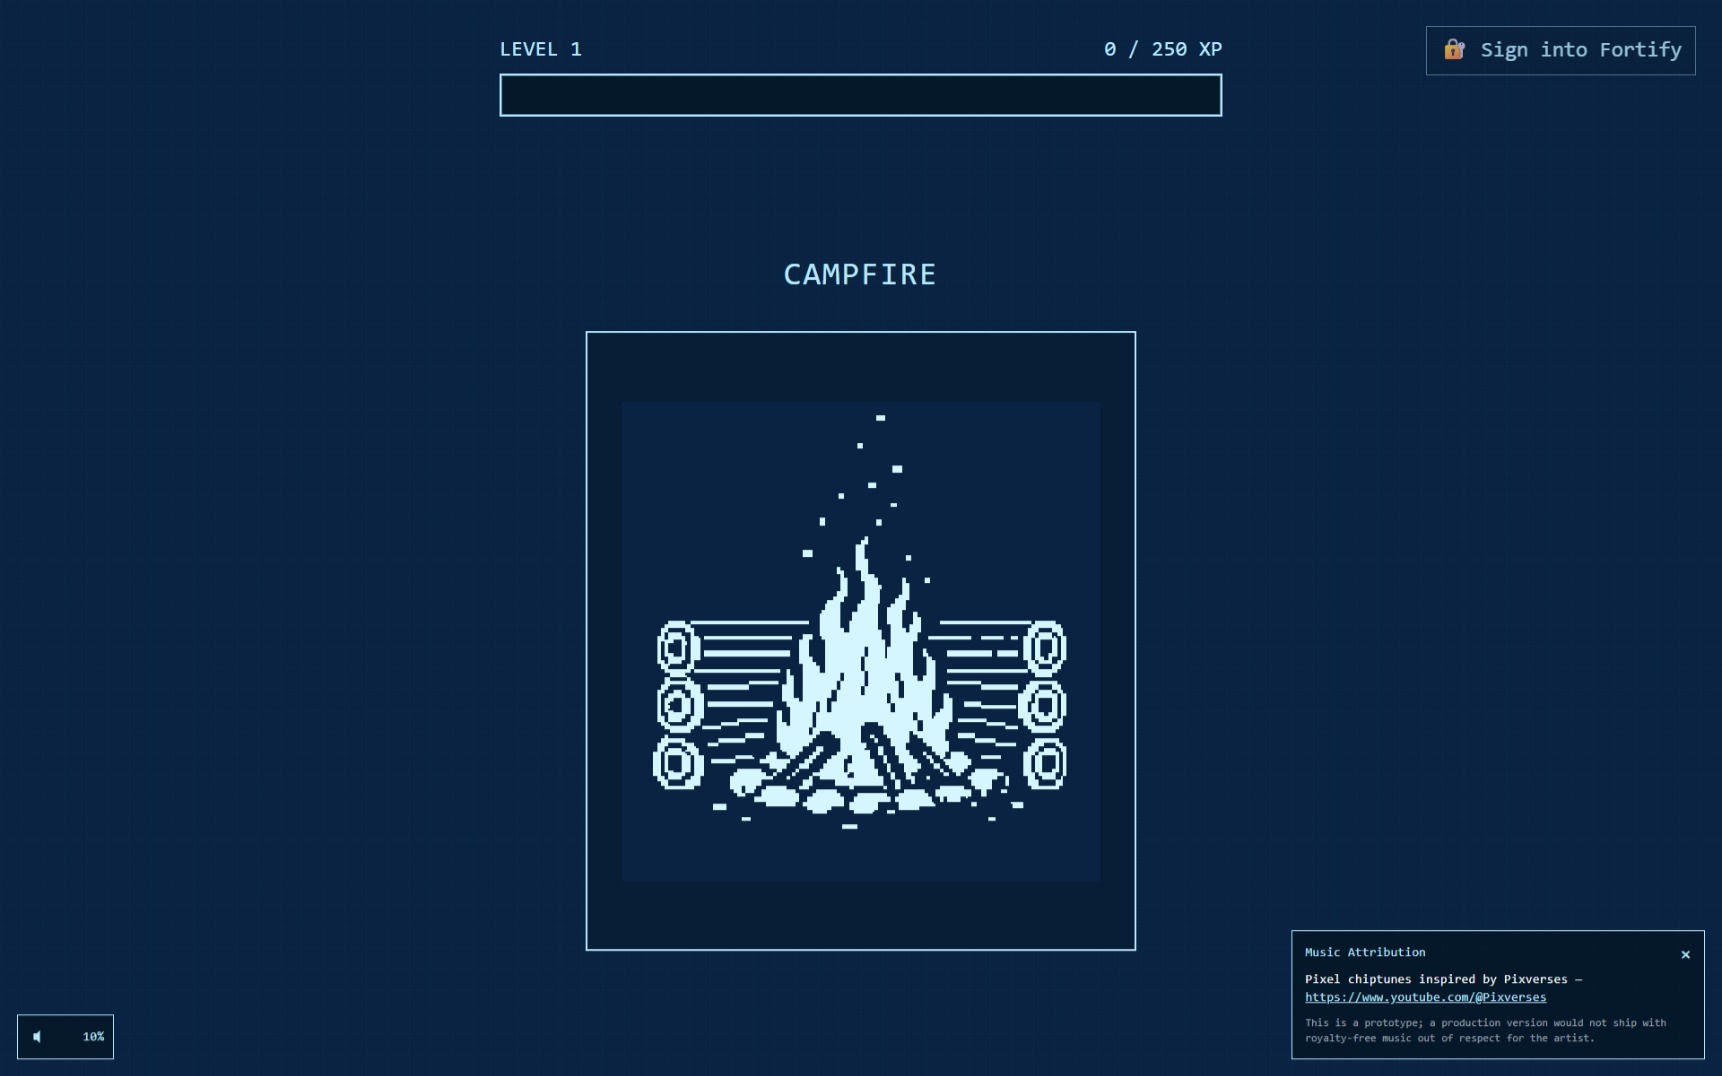 LEVEL 1
0 / 250 XP
🔐 Sign into Fortify
CAMPFIRE
Music Attribution
×
Pixel chiptunes inspired by Pixverses —
https://www.youtube.com/@Pixverses
This is a prototype; a production version would not ship with
royalty-free music out of respect for the artist.
10%